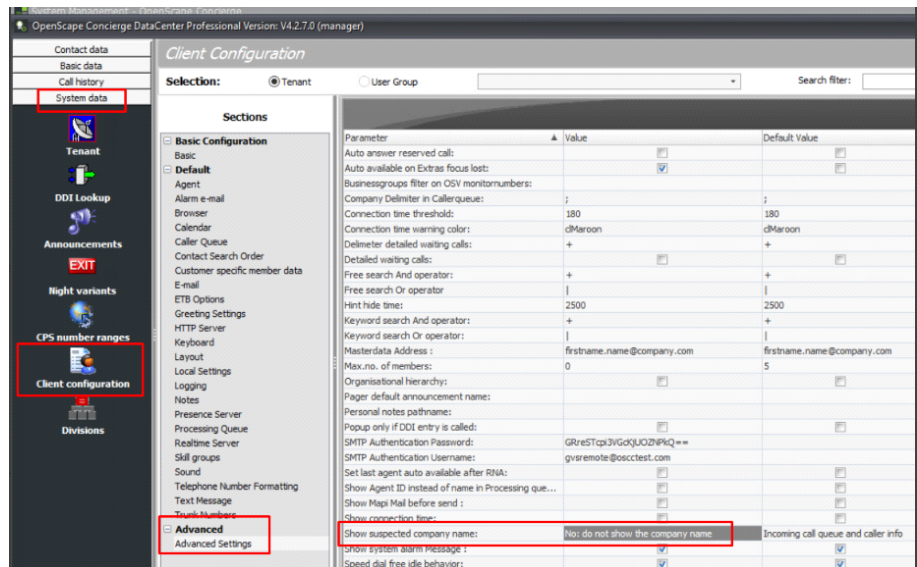 System Management - OpenScape Concierge
OpenScape Concierge DataCenter Professional Version: V4.2.7.0 (manager)
Contact data
Basic data
Call history
System data
Tenant
DDI Lookup
Announcements
EXIT
Night variants
CPS number ranges
Client configuration
Divisions
Client Configuration
Selection: Tenant User Group Search filter:
Sections
Basic Configuration
Basic
Default
Agent
Alarm e-mail
Browser
Calendar
Caller Queue
Contact Search Order
Customer specific member data
E-mail
ETB Options
Greeting Settings
HTTP Server
Keyboard
Layout
Local Settings
Logging
Notes
Presence Server
Processing Queue
Realtime Server
Skill groups
Sound
Telephone Number Formatting
Text Message
Trunk Numbers
Advanced
Advanced Settings
Parameter Value Default Value
Auto answer reserved call:
Auto available on Extras focus lost:
Businessgroups filter on OSV monitornumbers:
Company Delimiter in Callerqueue: ; ;
Connection time threshold: 180 180
Connection time warning color: clMaroon clMaroon
Delimeter detailed waiting calls: + +
Detailed waiting calls:
Free search And operator: + +
Free search Or operator | |
Hint hide time: 2500 2500
Keyword search And operator: + +
Keyword search Or operator: | |
Masterdata Address : firstname.name@company.com firstname.name@company.com
Max.no. of members: 0 5
Organisational hierarchy:
Pager default announcement name:
Personal notes pathname:
Popup only if DDI entry is called:
SMTP Authentication Password:
SMTP Authentication Username: gvsremote@oscctest.com
Set last agent auto available after RNA:
Show Agent ID instead of name in Processing que...
Show Mapi Mail before send :
Show connection time:
Show suspected company name: No: do not show the company name Incoming call queue and caller info
Show system alarm Message :
Speed dial free idle behavior: